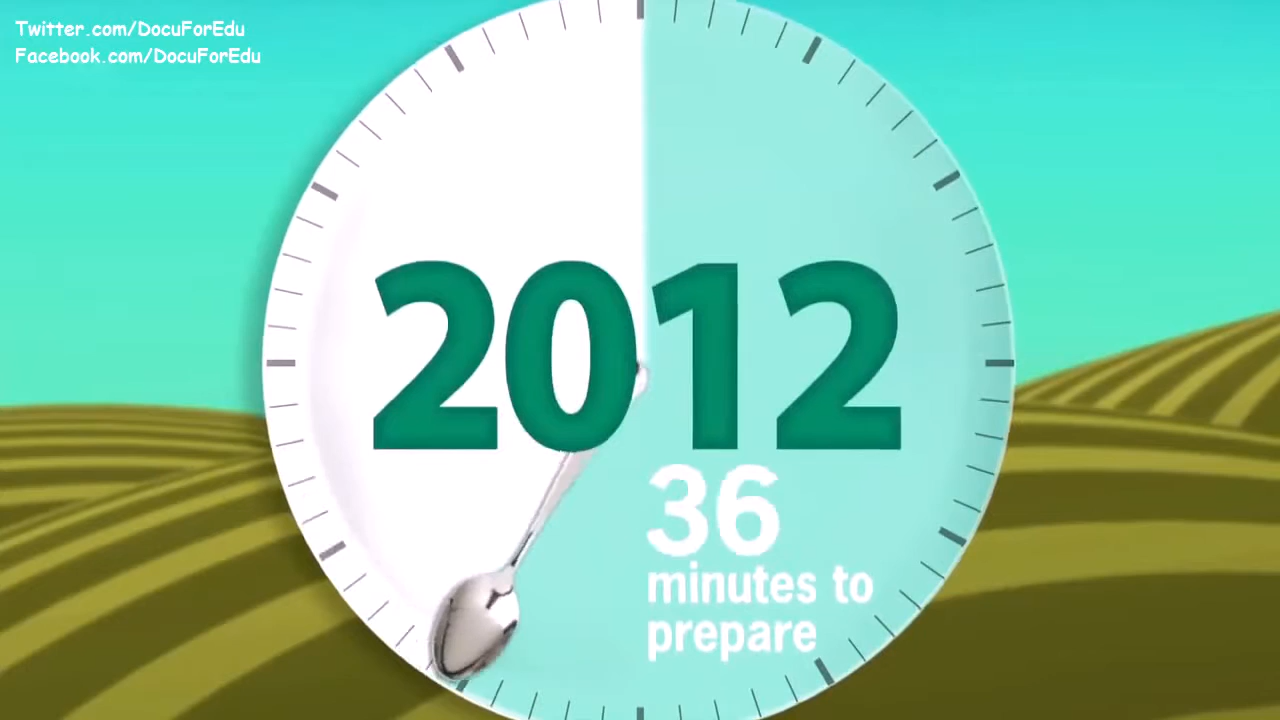 Twitter.com/DocuForEdu
Facebook.com/DocuForEdu
2012
36
minutes to
prepare